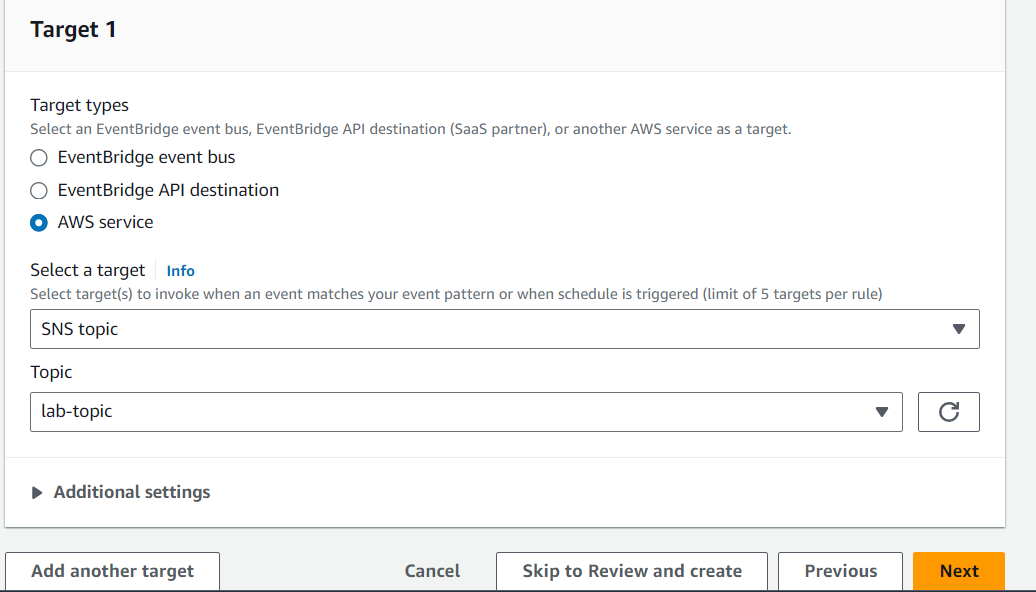 Target 1
Target types
Select an EventBridge event bus, EventBridge API destination (SaaS partner), or another AWS service as a target.
EventBridge event bus
EventBridge API destination
AWS service
Select a target Info
Select target(s) to invoke when an event matches your event pattern or when schedule is triggered (limit of 5 targets per rule)
SNS topic
Topic
lab-topic
Additional settings
Add another target Cancel Skip to Review and create Previous Next